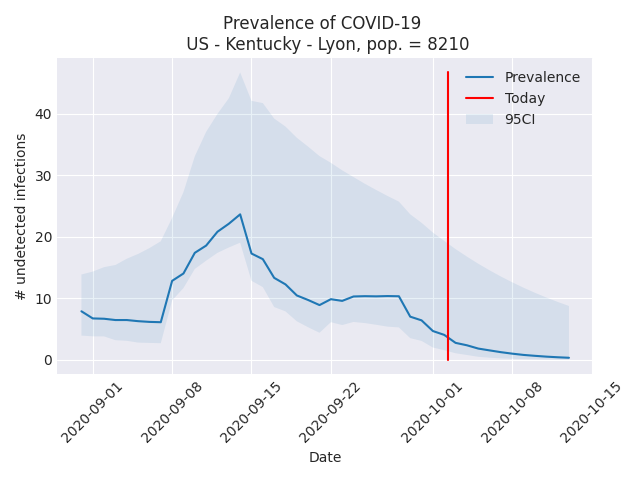 Prevalence of COVID-19
US - Kentucky - Lyon, pop. = 8210
Prevalence
Today
95CI
# undetected infections
40
30
20
10
0
2020-09-01
2020-09-08
2020-09-15
2020-09-22
2020-10-01
2020-10-08
2020-10-15
Date